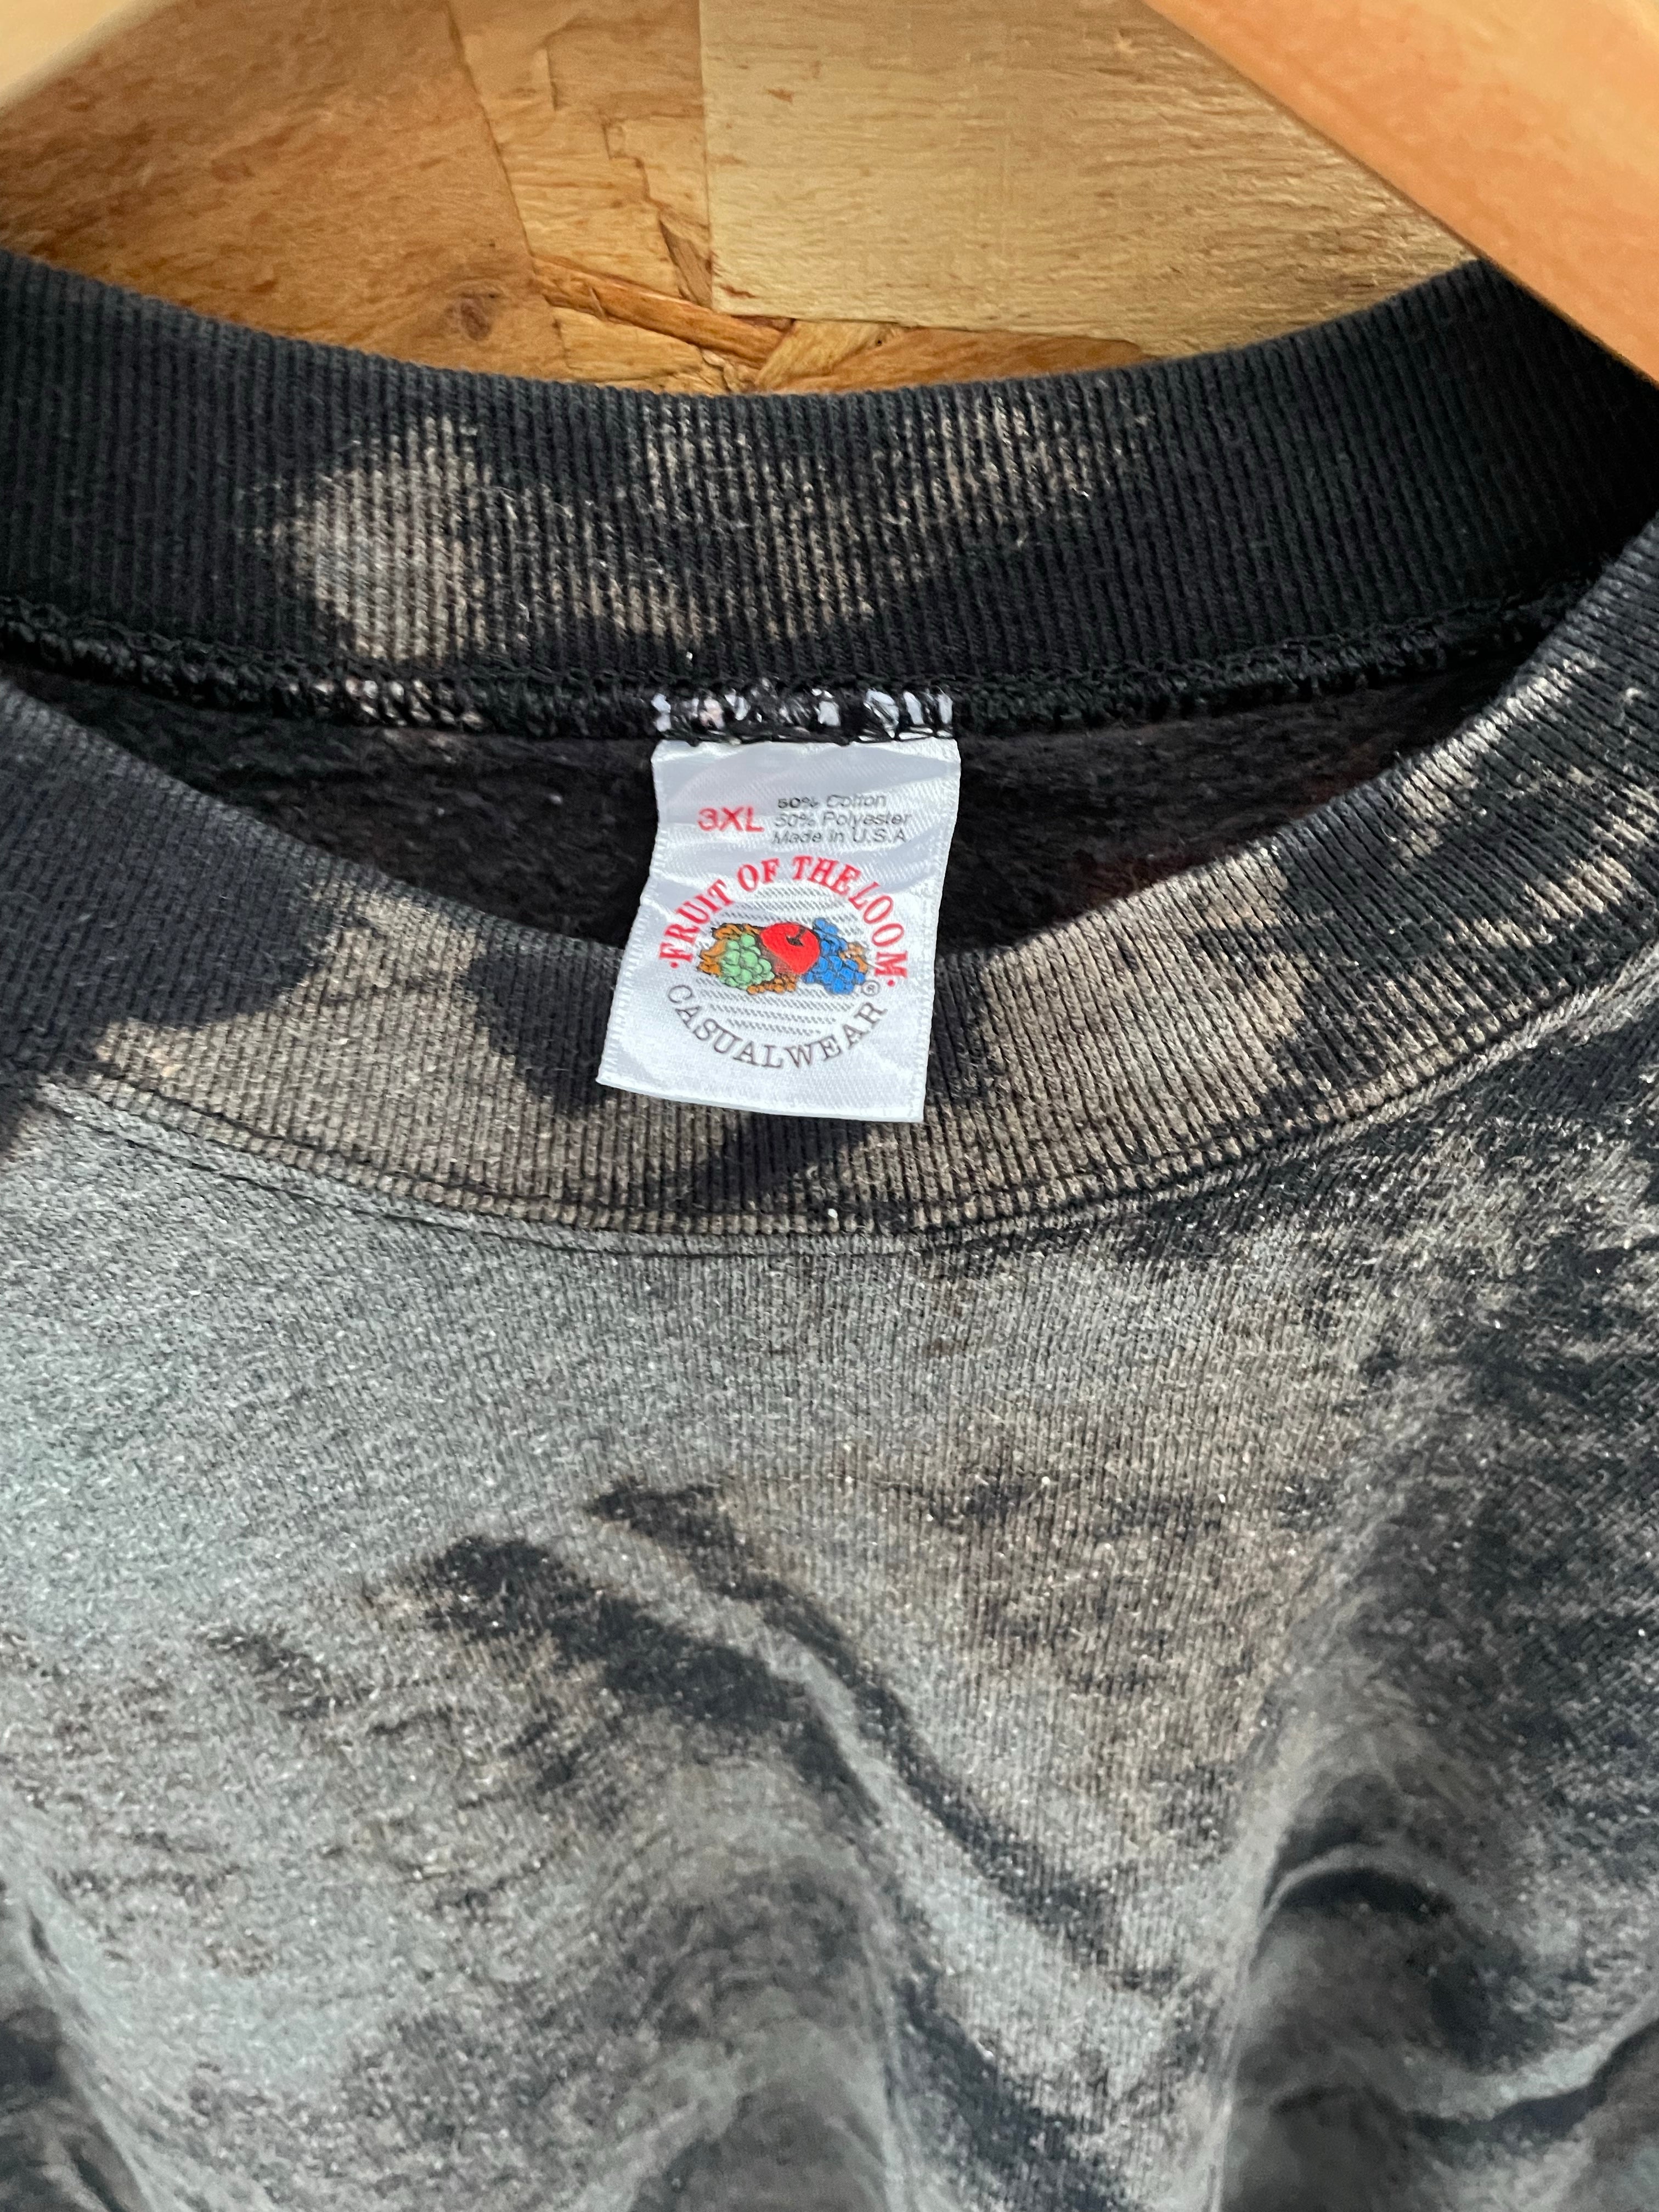 3XL
50% Cotton
50% Polyester
Made in U.S.A
·FRUIT OF THE LOOM·
®
CASUALWEAR